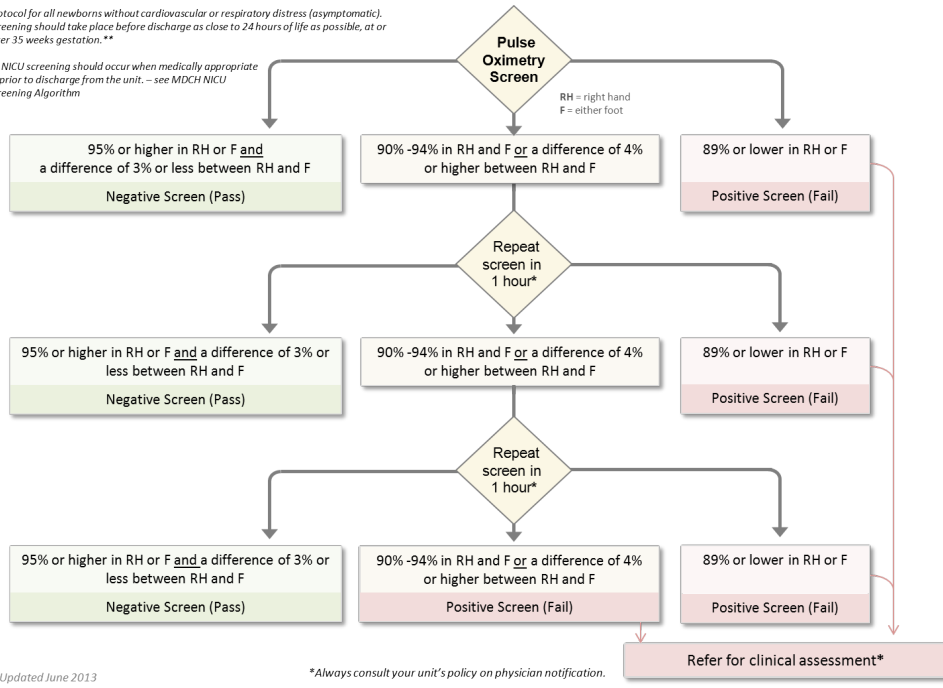 otocol for all newborns without cardiovascular or respiratory distress (asymptomatic).
reening should take place before discharge as close to 24 hours of life as possible, at or
er 35 weeks gestation.**
NICU screening should occur when medically appropriate
prior to discharge from the unit. – see MDCH NICU
reening Algorithm
Pulse
Oximetry
Screen
RH = right hand
F = either foot
95% or higher in RH or F and
a difference of 3% or less between RH and F
Negative Screen (Pass)
90% -94% in RH and F or a difference of 4%
or higher between RH and F
89% or lower in RH or F
Positive Screen (Fail)
Repeat
screen in
1 hour*
95% or higher in RH or F and a difference of 3% or
less between RH and F
Negative Screen (Pass)
90% -94% in RH and F or a difference of 4%
or higher between RH and F
89% or lower in RH or F
Positive Screen (Fail)
Repeat
screen in
1 hour*
95% or higher in RH or F and a difference of 3% or
less between RH and F
Negative Screen (Pass)
90% -94% in RH and F or a difference of 4%
or higher between RH and F
Positive Screen (Fail)
89% or lower in RH or F
Positive Screen (Fail)
Refer for clinical assessment*
*Always consult your unit's policy on physician notification.
Updated June 2013